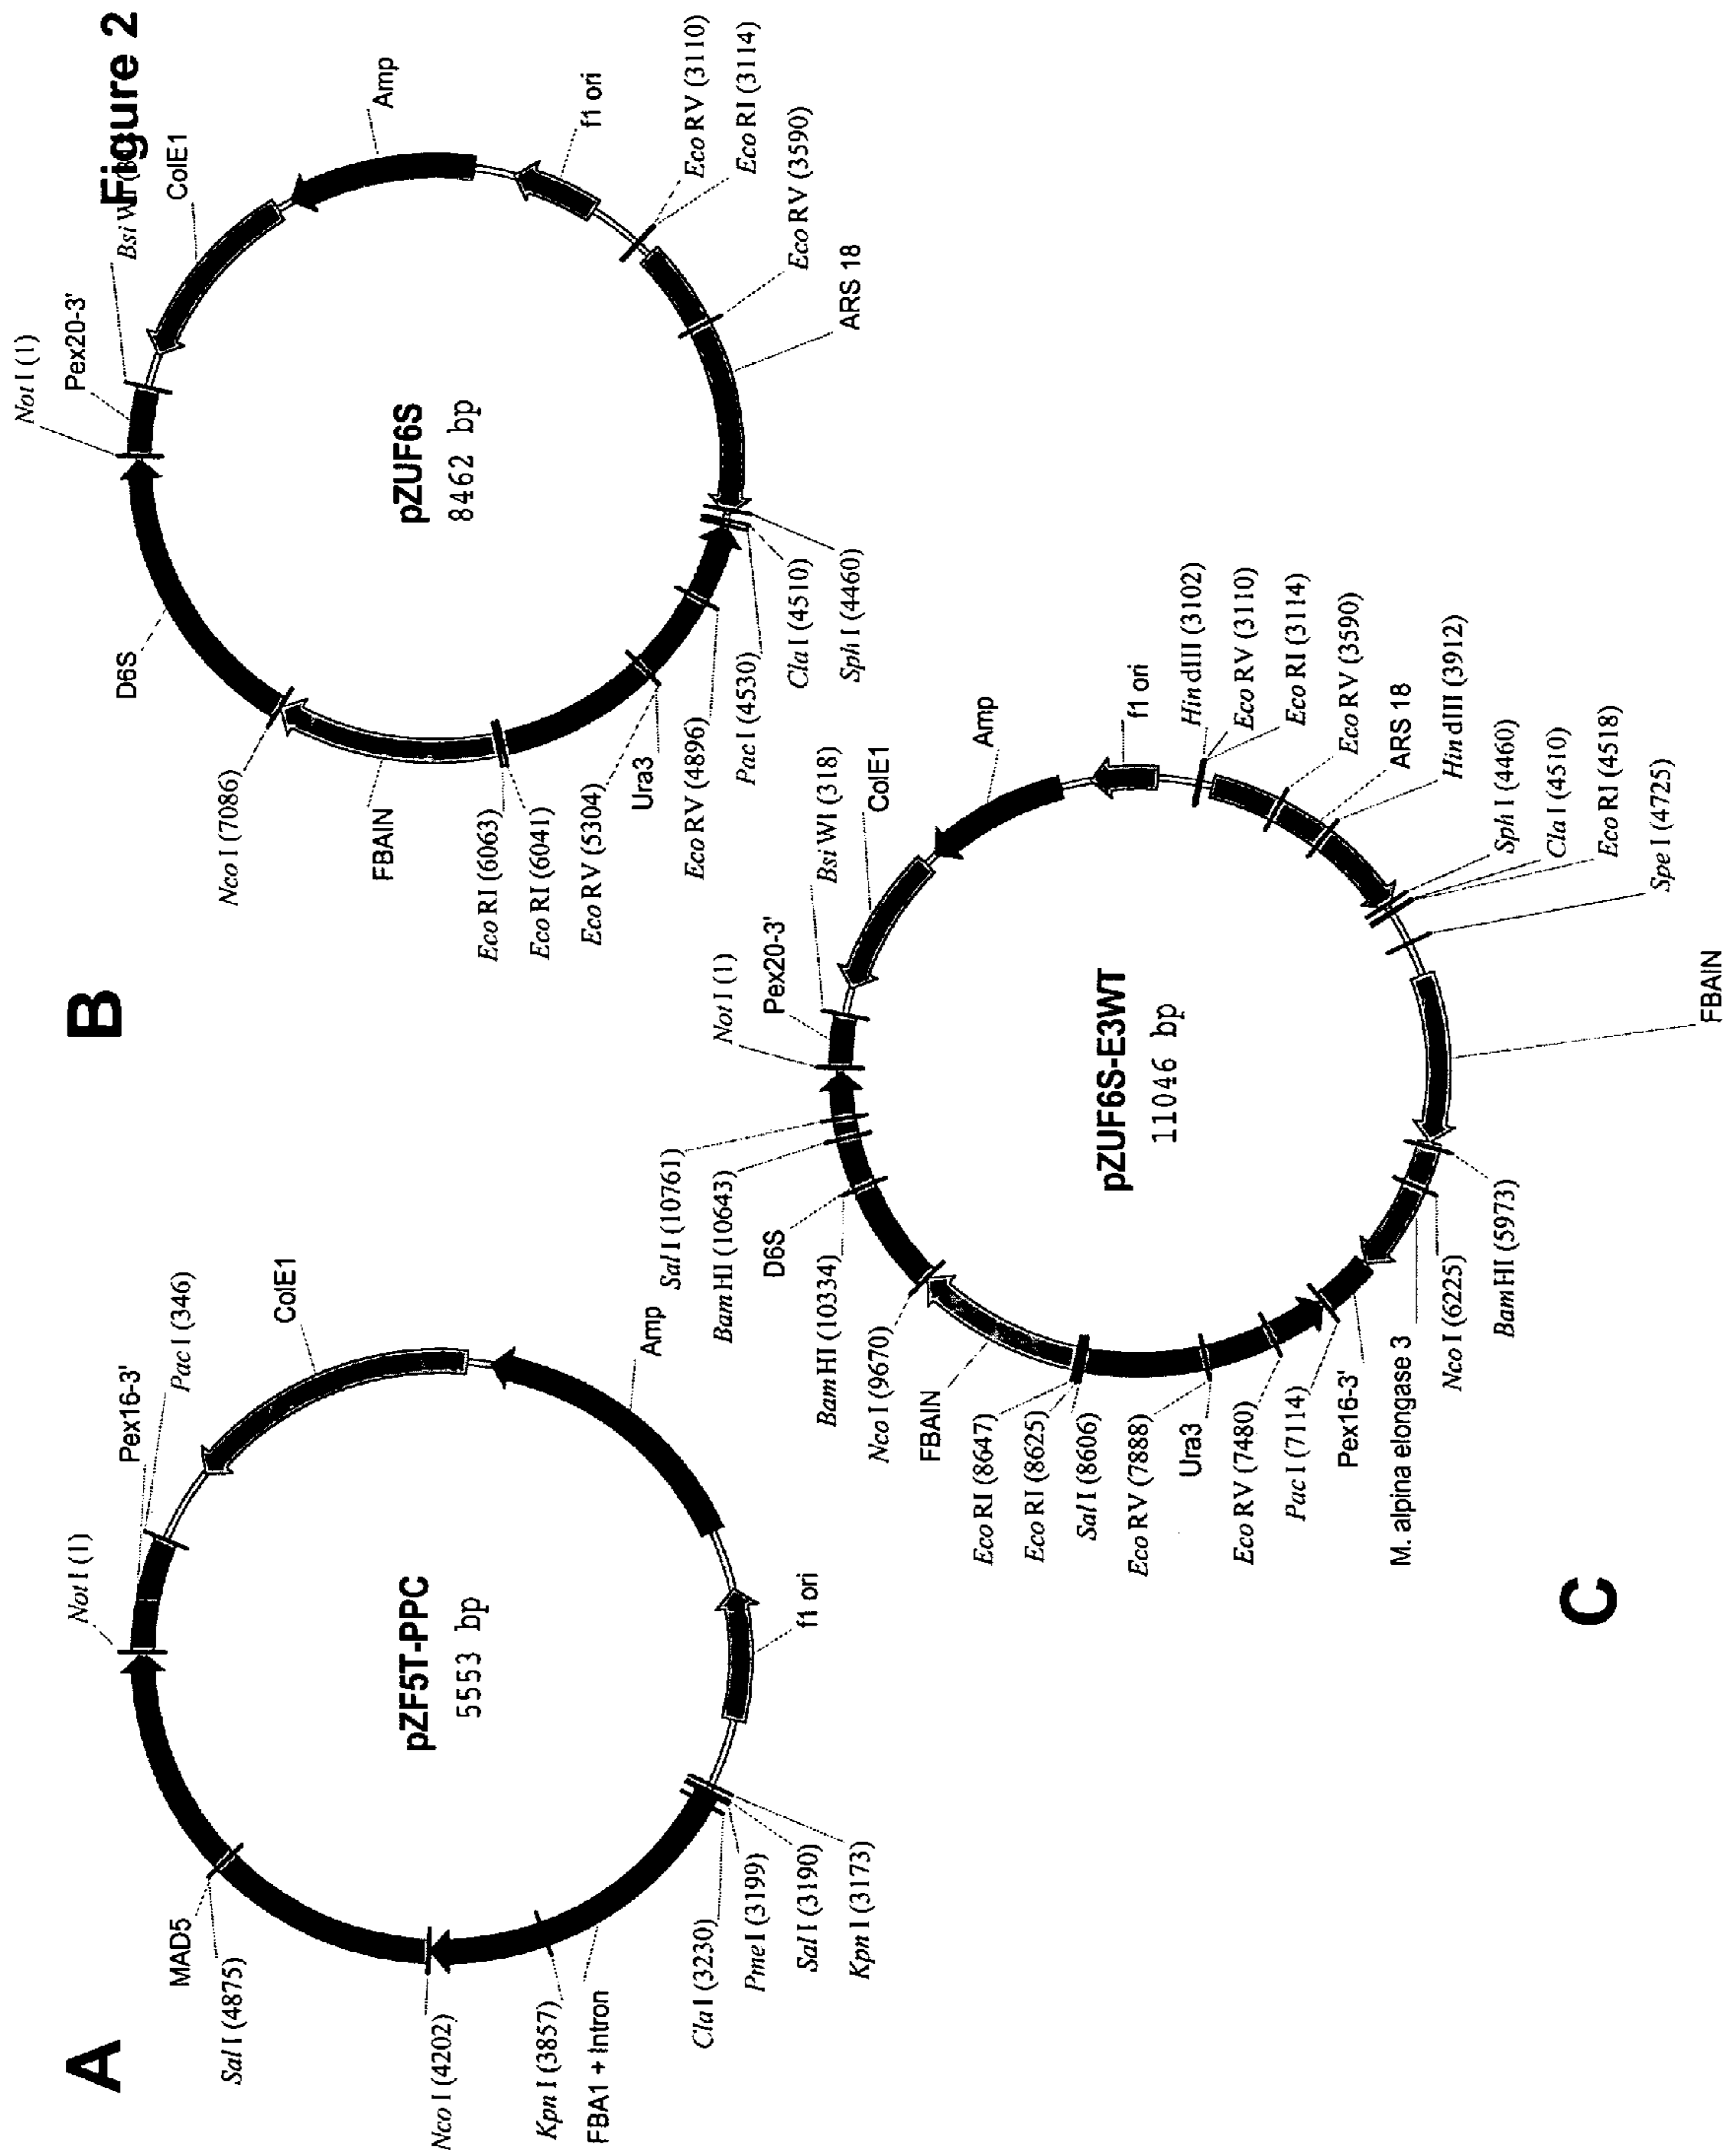 Figure 2
A
Not I (1)
Pex16-3'
Pac I (346)
ColE1
Amp
f1 ori
Kpn I (3173)
Sal I (3190)
Pme I (3199)
Cla I (3230)
FBA1 + Intron
Kpn I (3857)
Nco I (4202)
Sal I (4875)
MAD5
pZF5T-PPC
5553 bp
B
Not I (1)
Pex20-3'
Bsi W
ColE1
Amp
f1 ori
Eco RV (3110)
Eco RI (3114)
Eco RV (3590)
ARS 18
Sph I (4460)
Cla I (4510)
Pac I (4530)
Eco RV (4896)
Ura3
Eco RV (5304)
Eco RI (6041)
Eco RI (6063)
FBAIN
Nco I (7086)
D6S
pZUF6S
8462 bp
C
Not I (1)
Pex20-3'
Bsi WI (318)
ColE1
Amp
f1 ori
Hin dIII (3102)
Eco RV (3110)
Eco RI (3114)
Eco RV (3590)
ARS 18
Hin dIII (3912)
Sph I (4460)
Cla I (4510)
Eco RI (4518)
Spe I (4725)
FBAIN
Bam HI (5973)
Nco I (6225)
M. alpina elongase 3
Pex16-3'
Pac I (7114)
Eco RV (7480)
Ura3
Eco RV (7888)
Sal I (8606)
Eco RI (8625)
Eco RI (8647)
FBAIN
Nco I (9670)
Bam HI (10334)
D6S
Bam HI (10643)
Sal I (10761)
pZUF6S-E3WT
11046 bp